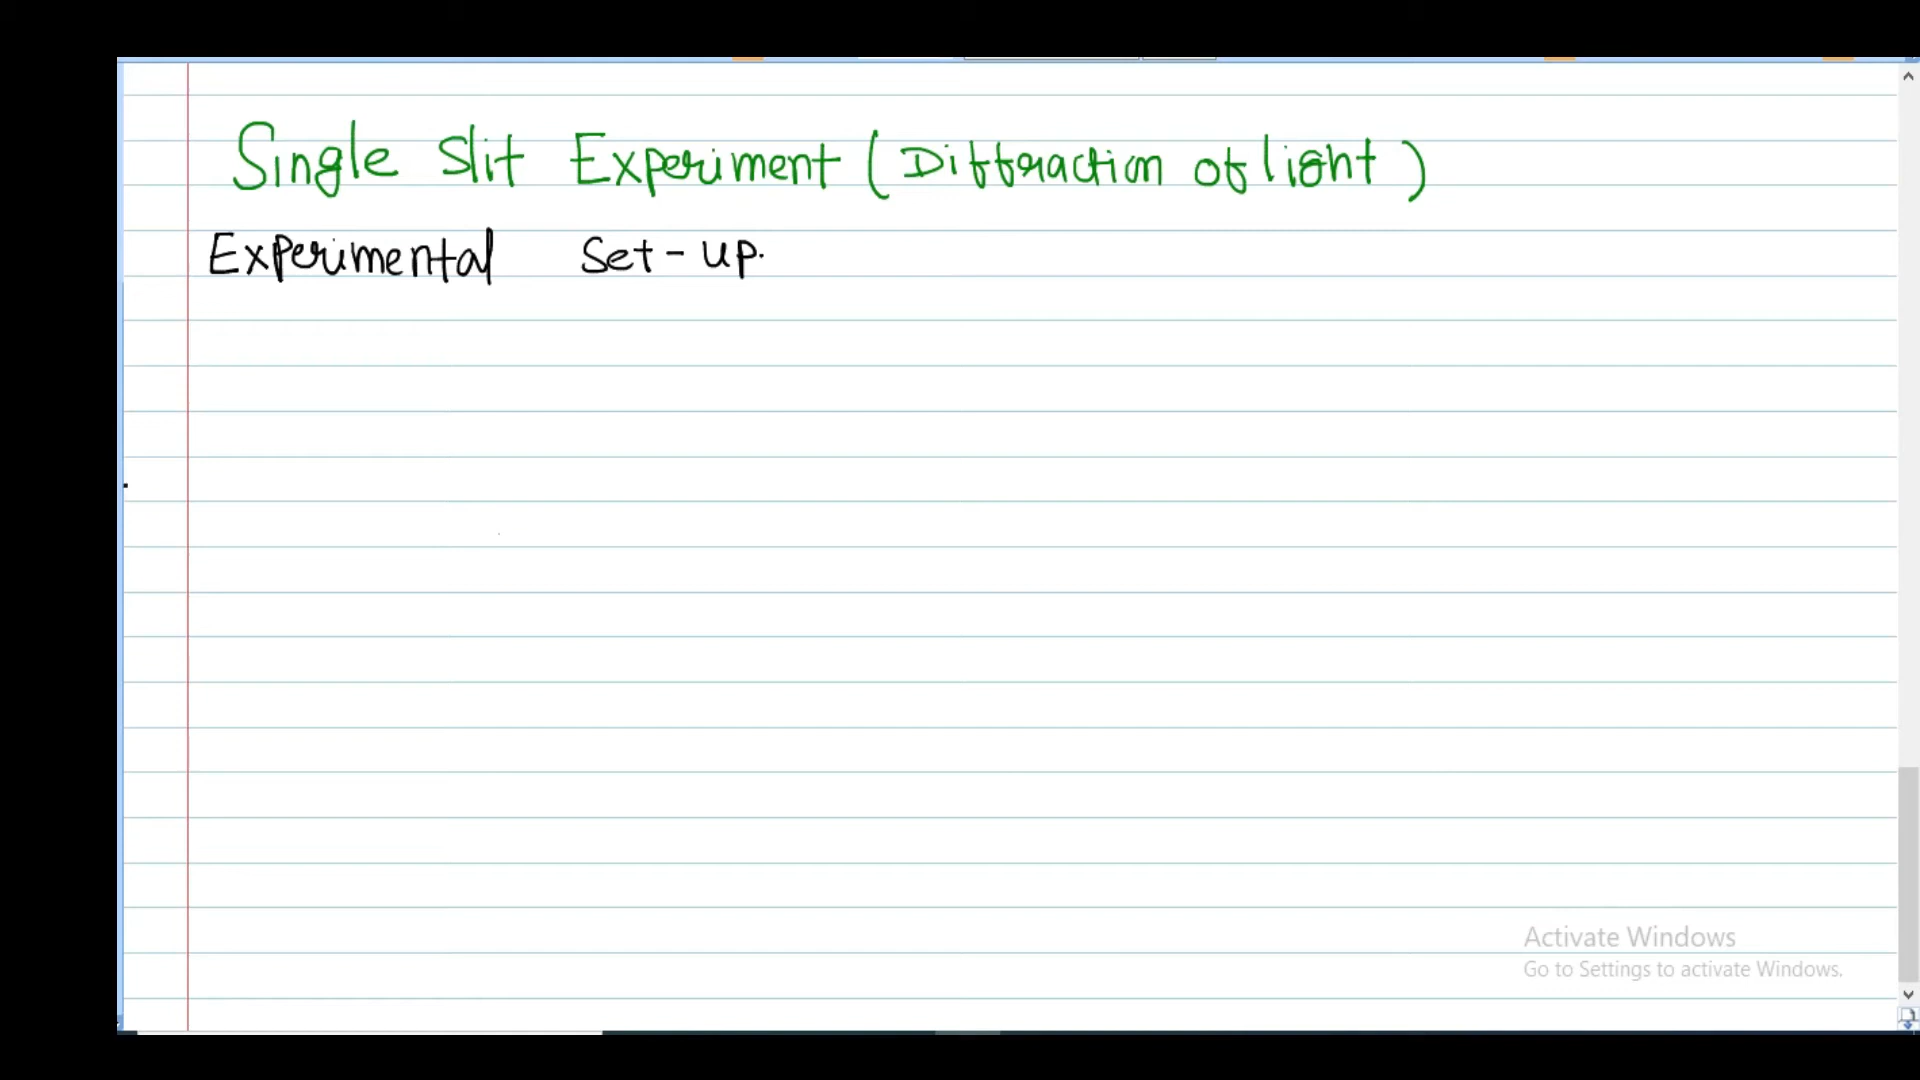 Single Slit Experiment (Diffraction of light)
Experimental Set-up.
Activate Windows
Go to Settings to activate Windows.